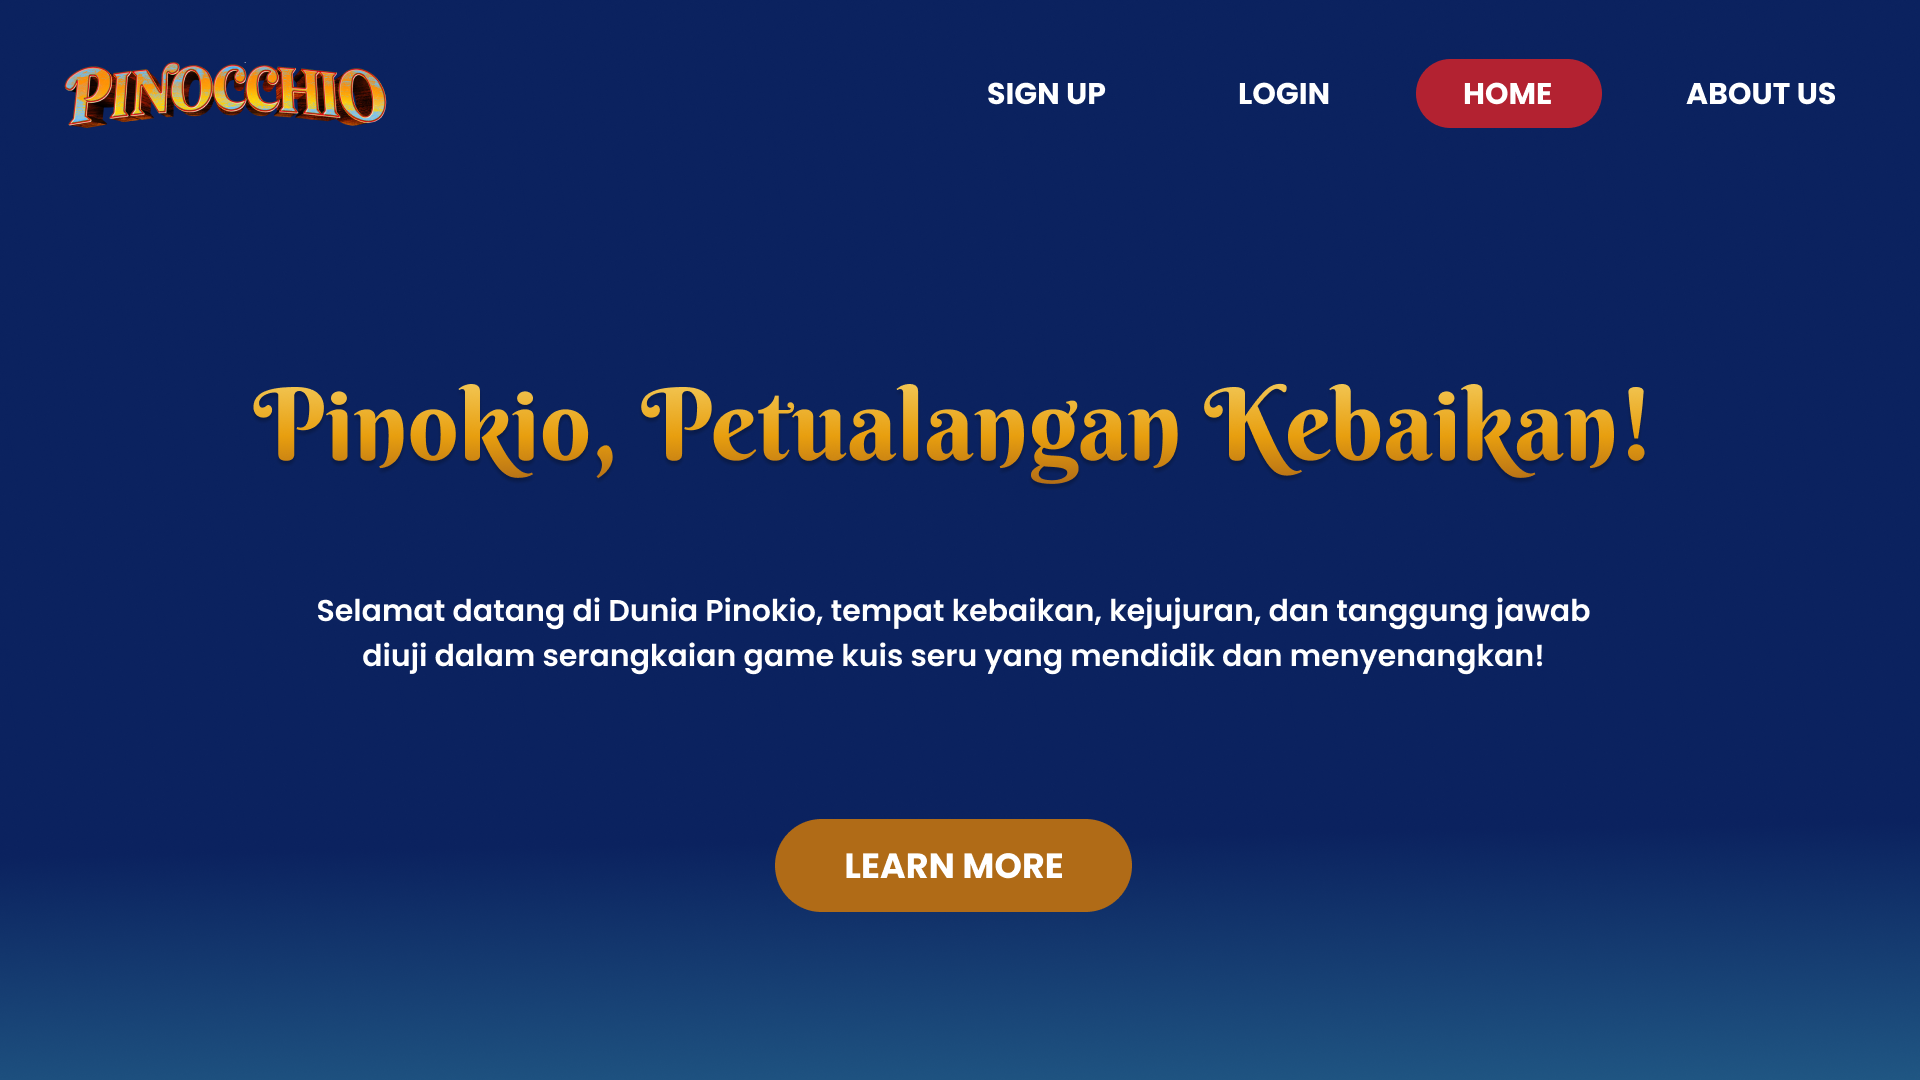 PINOCCHIO
SIGN UP
LOGIN
HOME
ABOUT US
Pinokio, Petualangan Kebaikan!
Selamat datang di Dunia Pinokio, tempat kebaikan, kejujuran, dan tanggung jawab
diuji dalam serangkaian game kuis seru yang mendidik dan menyenangkan!
LEARN MORE